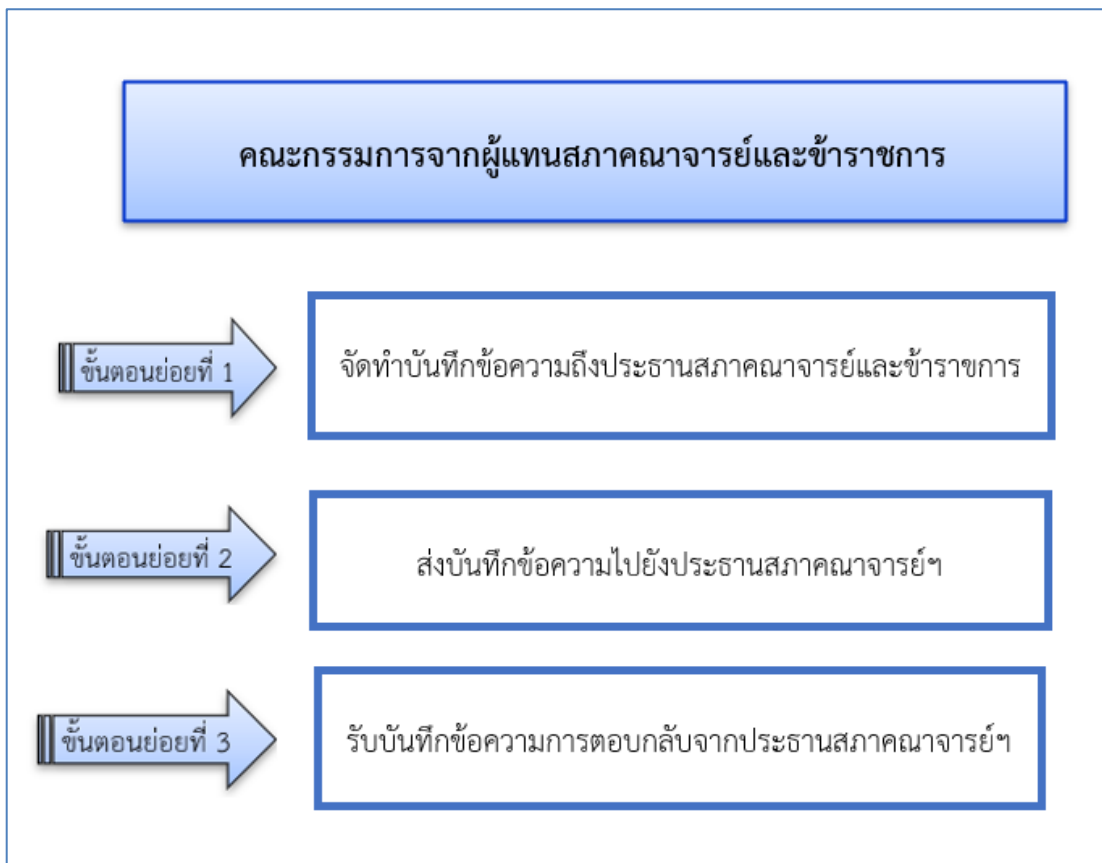 คณะกรรมการจากผู้แทนสภาคณาจารย์และข้าราชการ
ขั้นตอนย่อยที่ 1
จัดทำบันทึกข้อความถึงประธานสภาคณาจารย์และข้าราขการ
ขั้นตอนย่อยที่ 2
ส่งบันทึกข้อความไปยังประธานสภาคณาจารย์ฯ
ขั้นตอนย่อยที่ 3
รับบันทึกข้อความการตอบกลับจากประธานสภาคณาจารย์ฯ